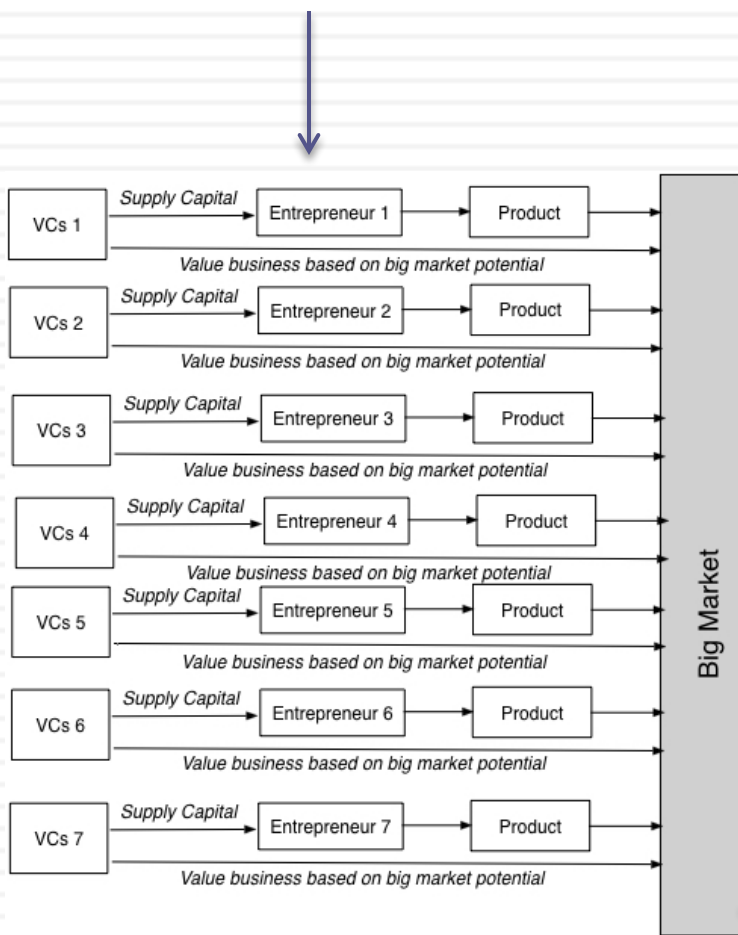 Supply Capital
VCs 1
Entrepreneur 1
Product
Value business based on big market potential
Supply Capital
VCs 2
Entrepreneur 2
Product
Value business based on big market potential
Supply Capital
VCs 3
Entrepreneur 3
Product
Value business based on big market potential
Supply Capital
VCs 4
Entrepreneur 4
Product
Value business based on big market potential
Supply Capital
VCs 5
Entrepreneur 5
Product
Value business based on big market potential
Supply Capital
VCs 6
Entrepreneur 6
Product
Value business based on big market potential
Supply Capital
VCs 7
Entrepreneur 7
Product
Value business based on big market potential
Big Market